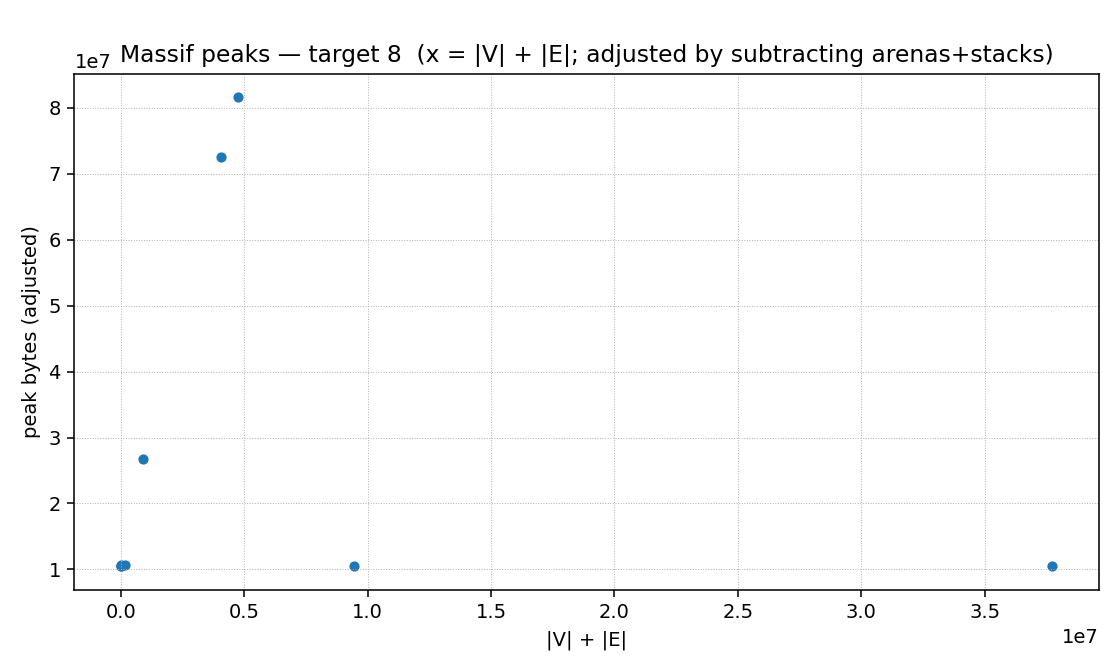 Massif peaks — target 8  (x = |V| + |E|; adjusted by subtracting arenas+stacks)
1e7
peak bytes (adjusted)
8
7
6
5
4
3
2
1
0.0 0.5 1.0 1.5 2.0 2.5 3.0 3.5
|V| + |E|
1e7